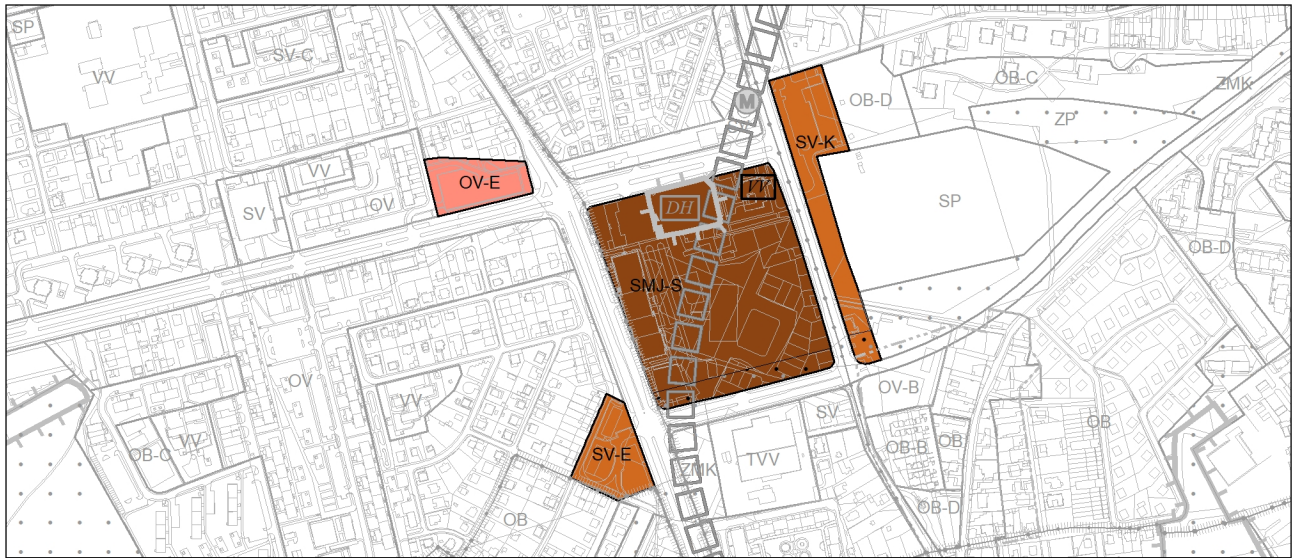 SP
VV
SV-C
OB-C
ZMK
OB-D
M
ZP
SV-K
VV
OV-E
VV
SV
OV
DH
SP
OB-D
SMJ-S
OV
VV
OV-B
OB
SV
OB-B
OB
VV
OB-C
SV-E
ZMK
TVV
OB
OB-D